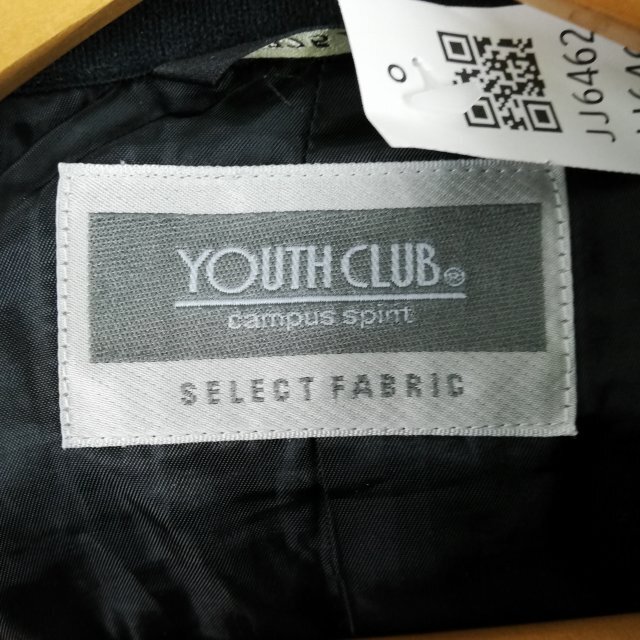 YOUTH CLUB®
campus spirit
SELECT FABRIC
JJ6462